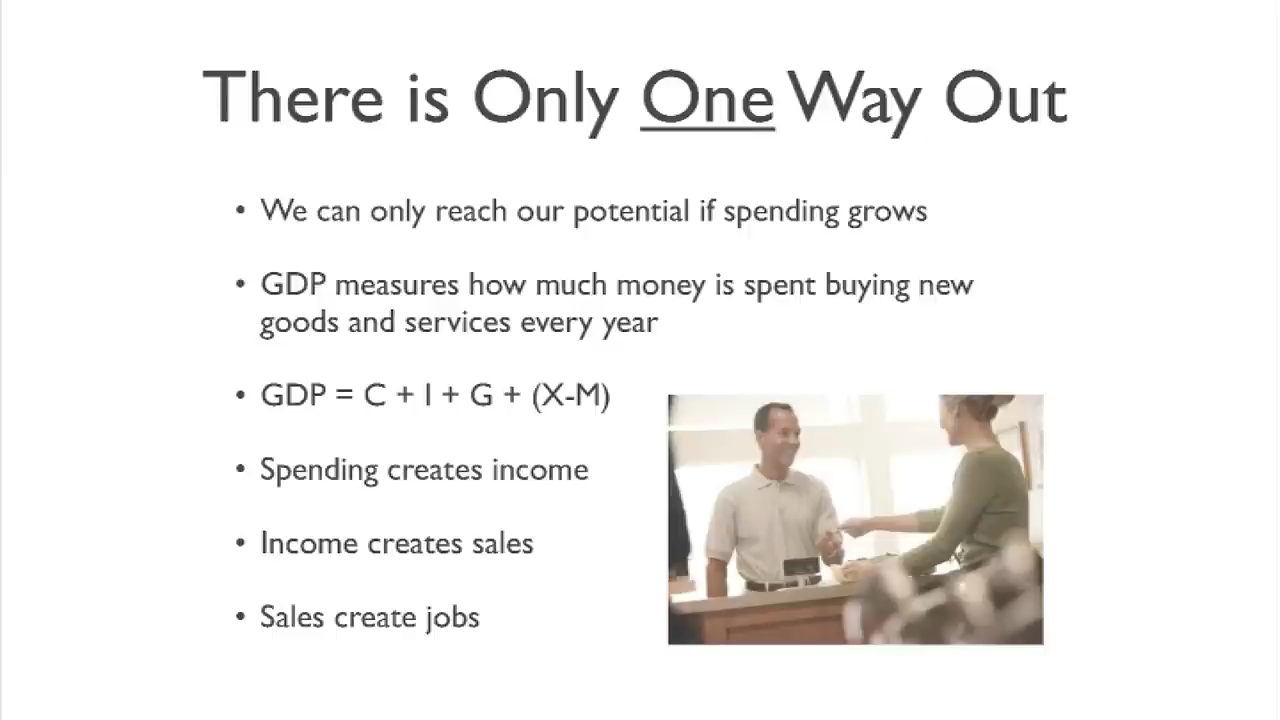 There is Only One Way Out
• We can only reach our potential if spending grows
• GDP measures how much money is spent buying new
goods and services every year
• GDP = C + I + G + (X-M)
• Spending creates income
• Income creates sales
• Sales create jobs